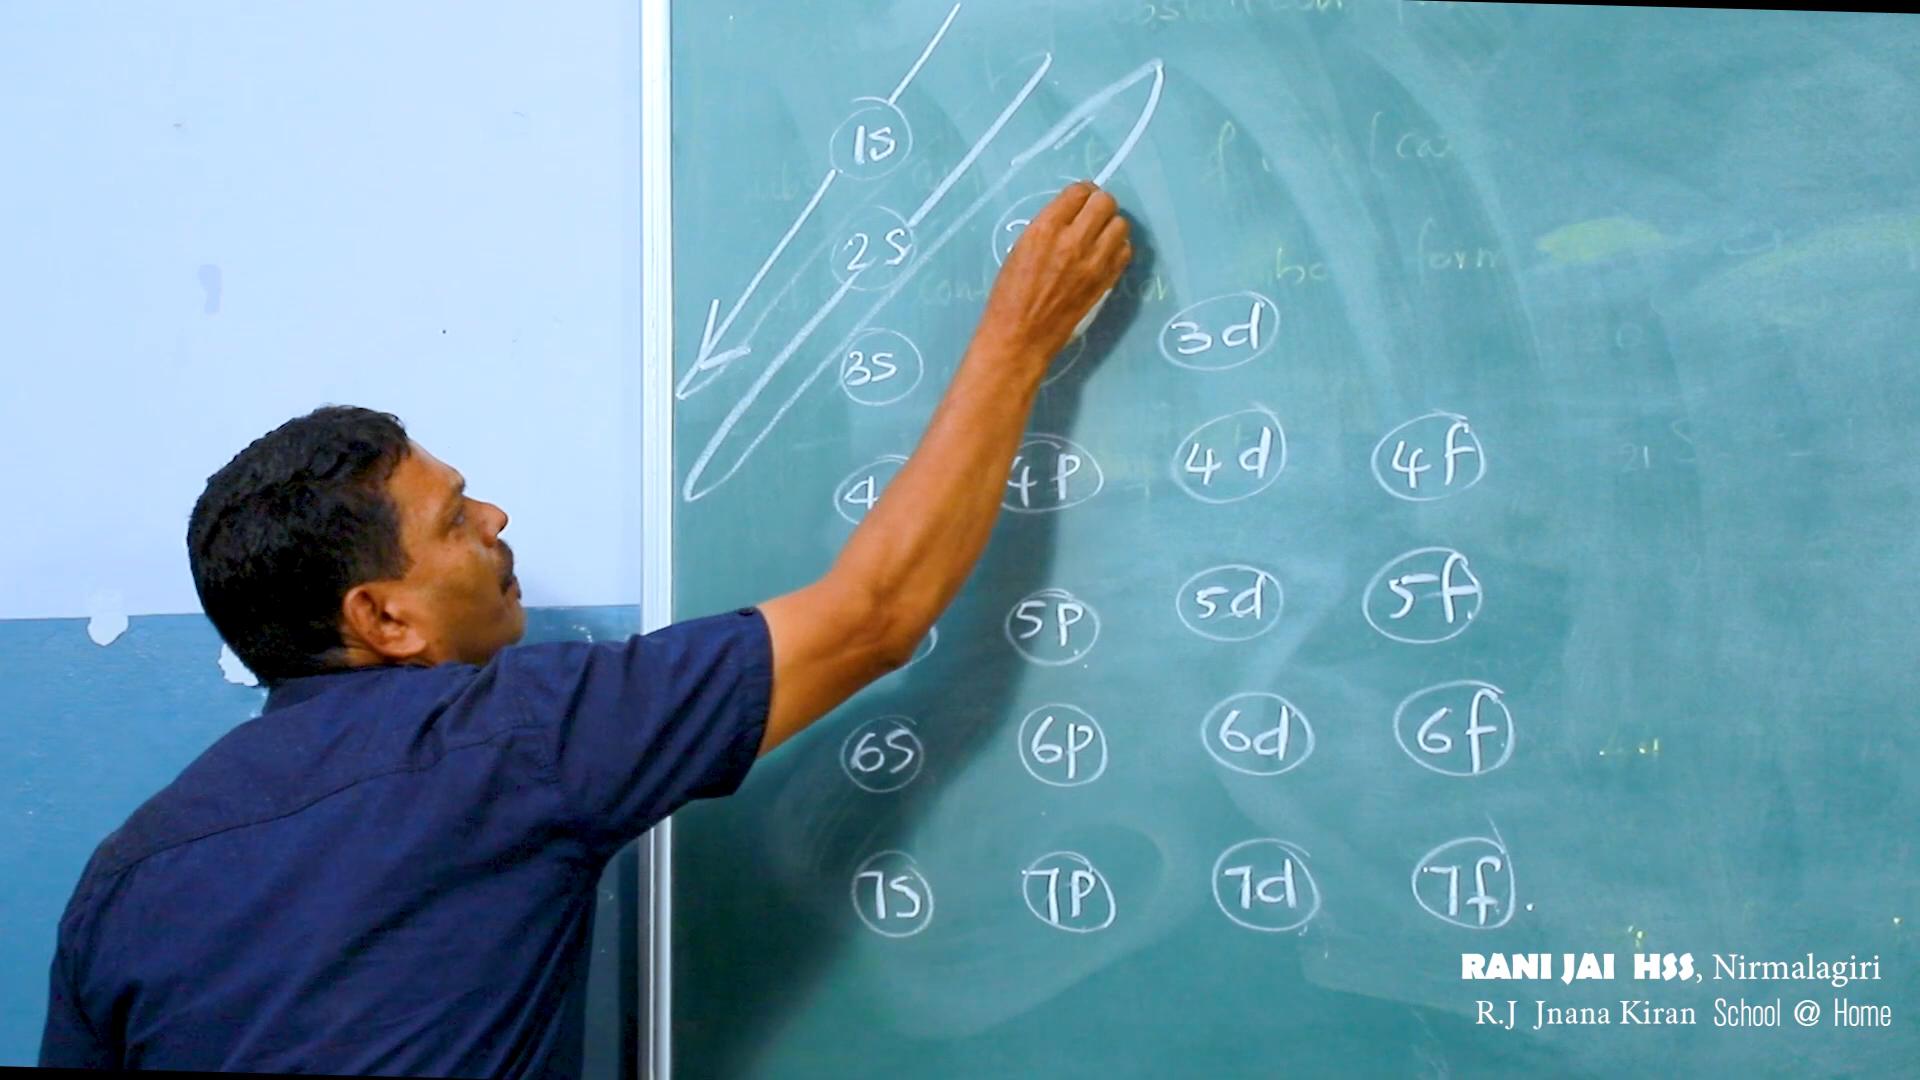 1s
2s
3s 3d
4p 4d 4f
5p 5d 5f
6s 6p 6d 6f
7s 7p 7d 7f
RANI JAI HSS, Nirmalagiri
R.J Jnana Kiran School @ Home